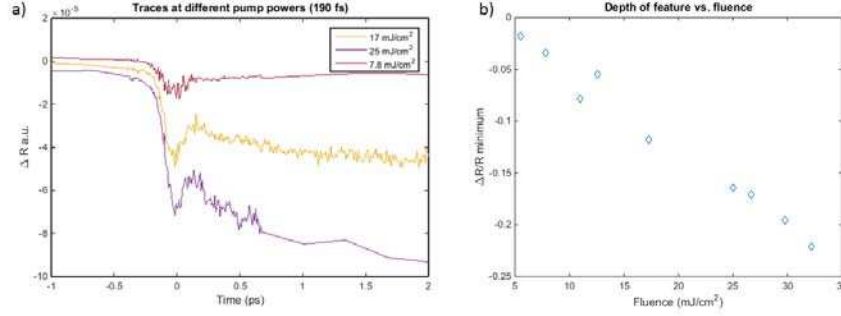 a)
Traces at different pump powers (190 fs)
2 × 10⁻⁵
0
-2
-4
-6
-8
-10
Δ R a.u.
-1
-0.5
0
0.5
1
1.5
2
Time (ps)
17 mJ/cm²
25 mJ/cm²
7.8 mJ/cm²
b)
Depth of feature vs. fluence
0
-0.05
-0.1
-0.15
-0.2
-0.25
ΔR/R minimum
5
10
15
20
25
30
35
Fluence (mJ/cm²)